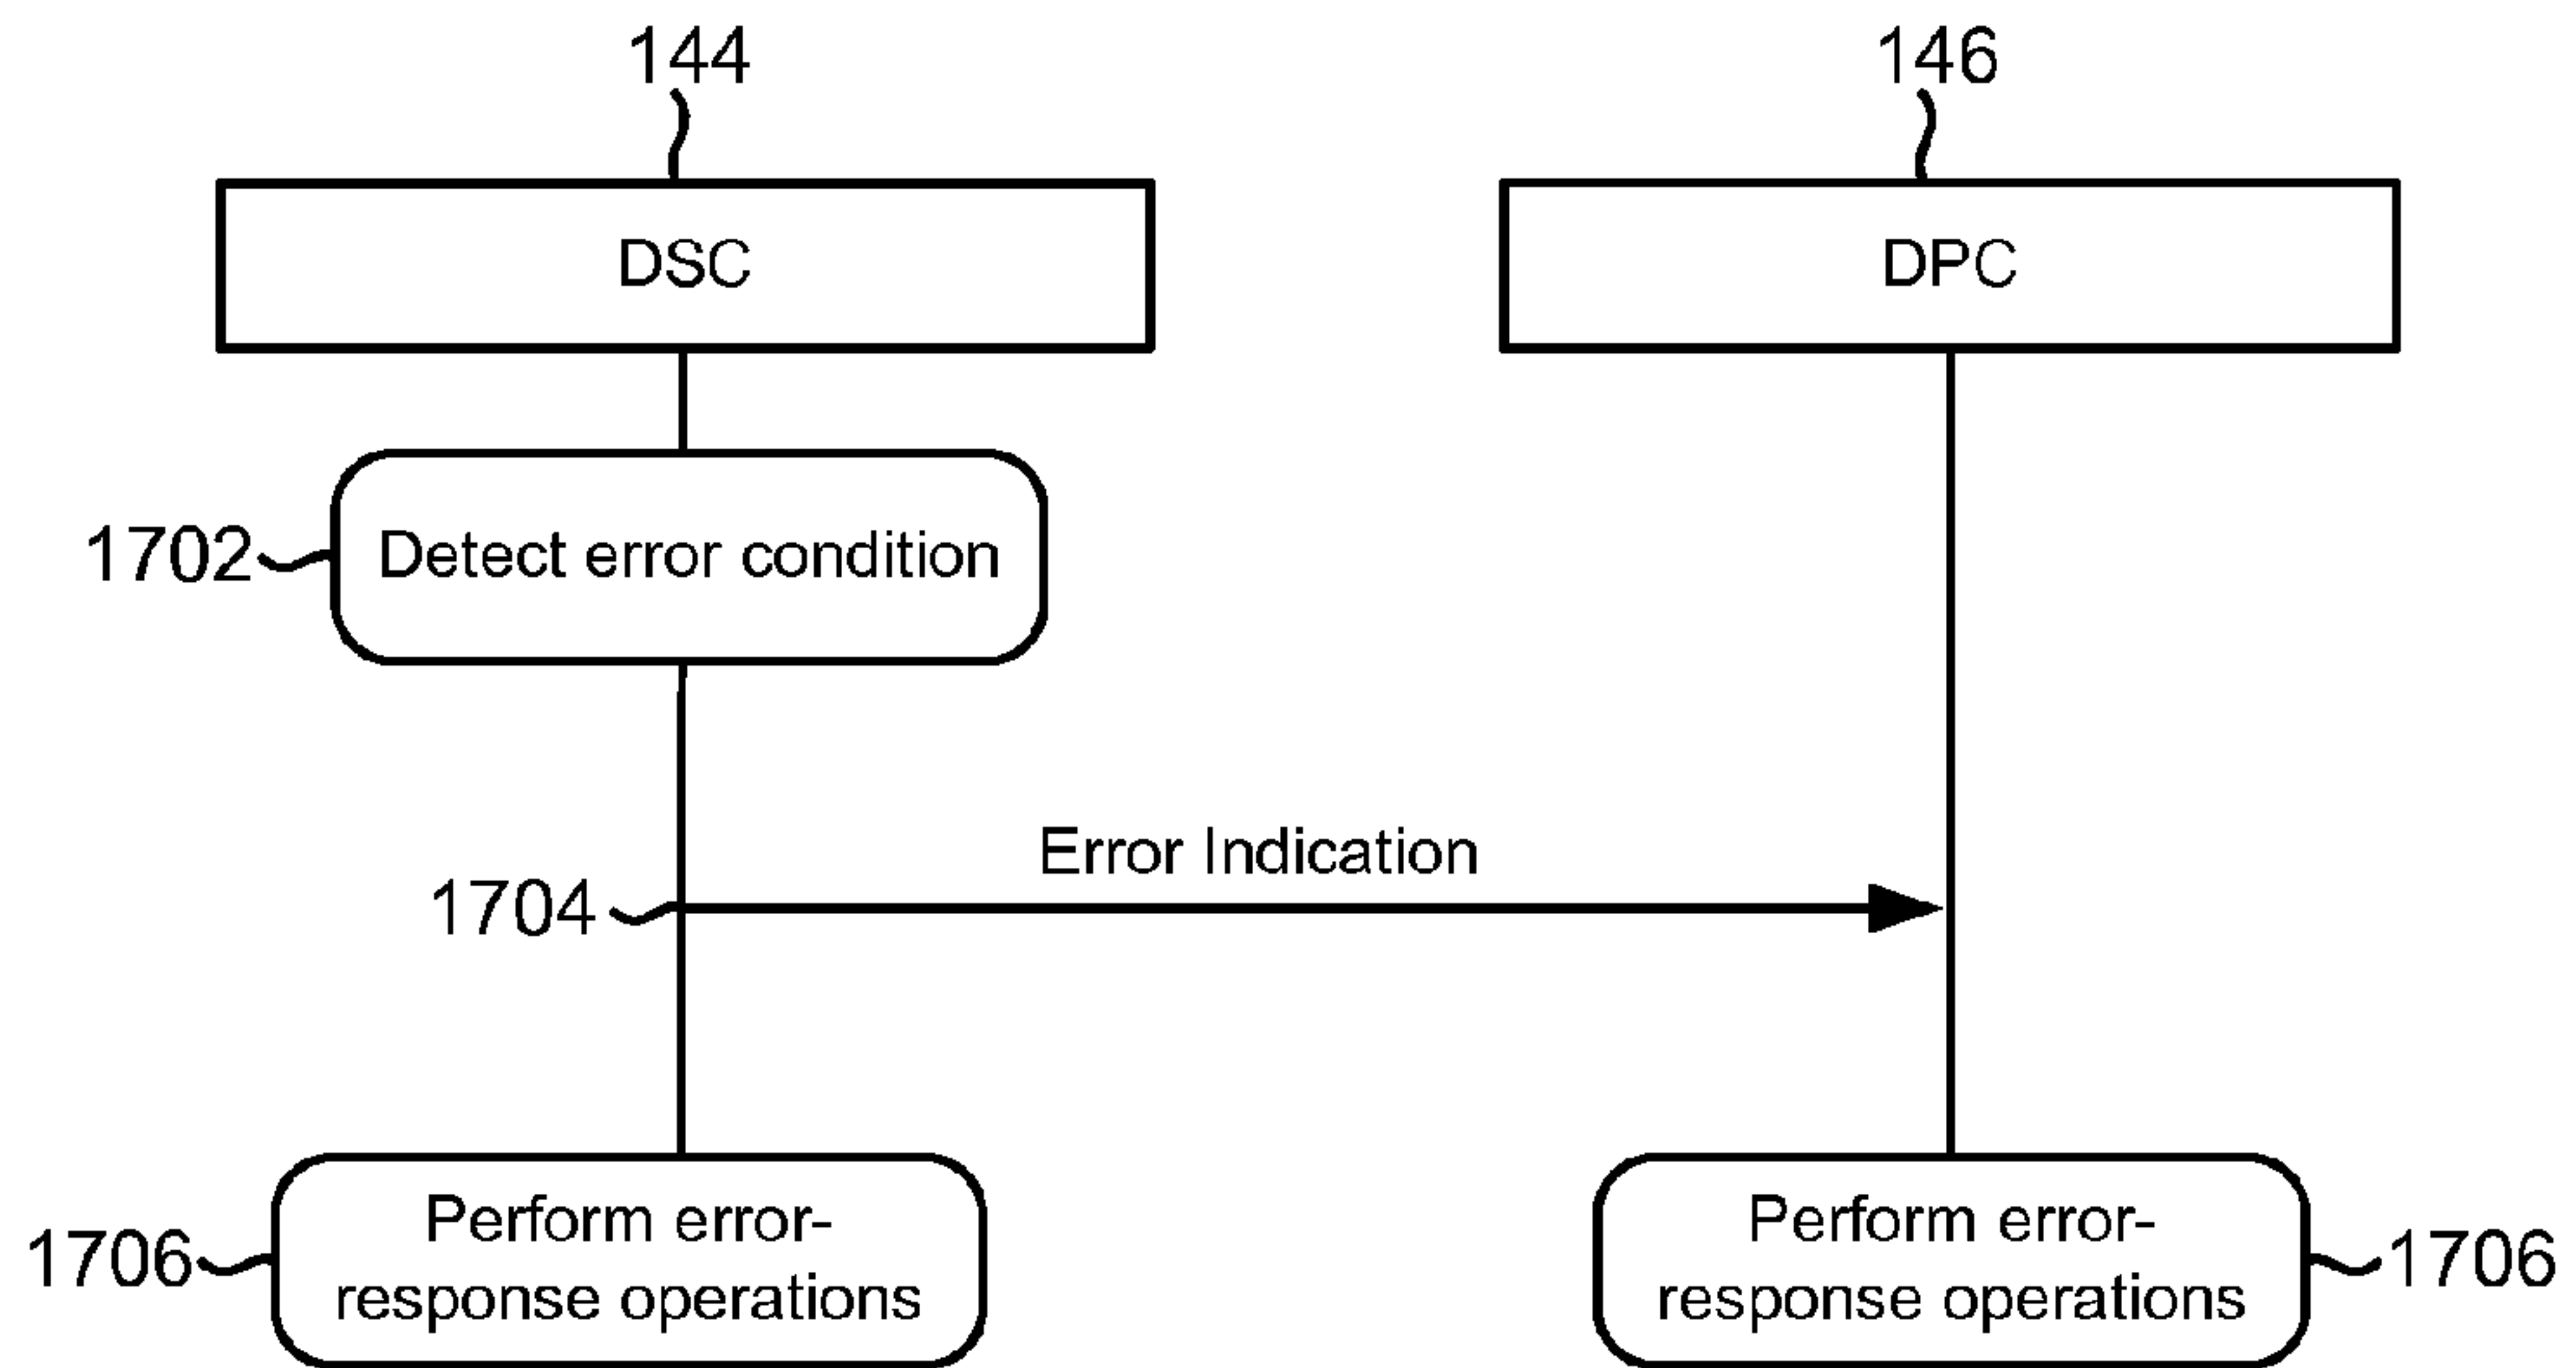 144
146
DSC
DPC
1702
Detect error condition
Error Indication
1704
Perform error-
response operations
1706
Perform error-
response operations
1706